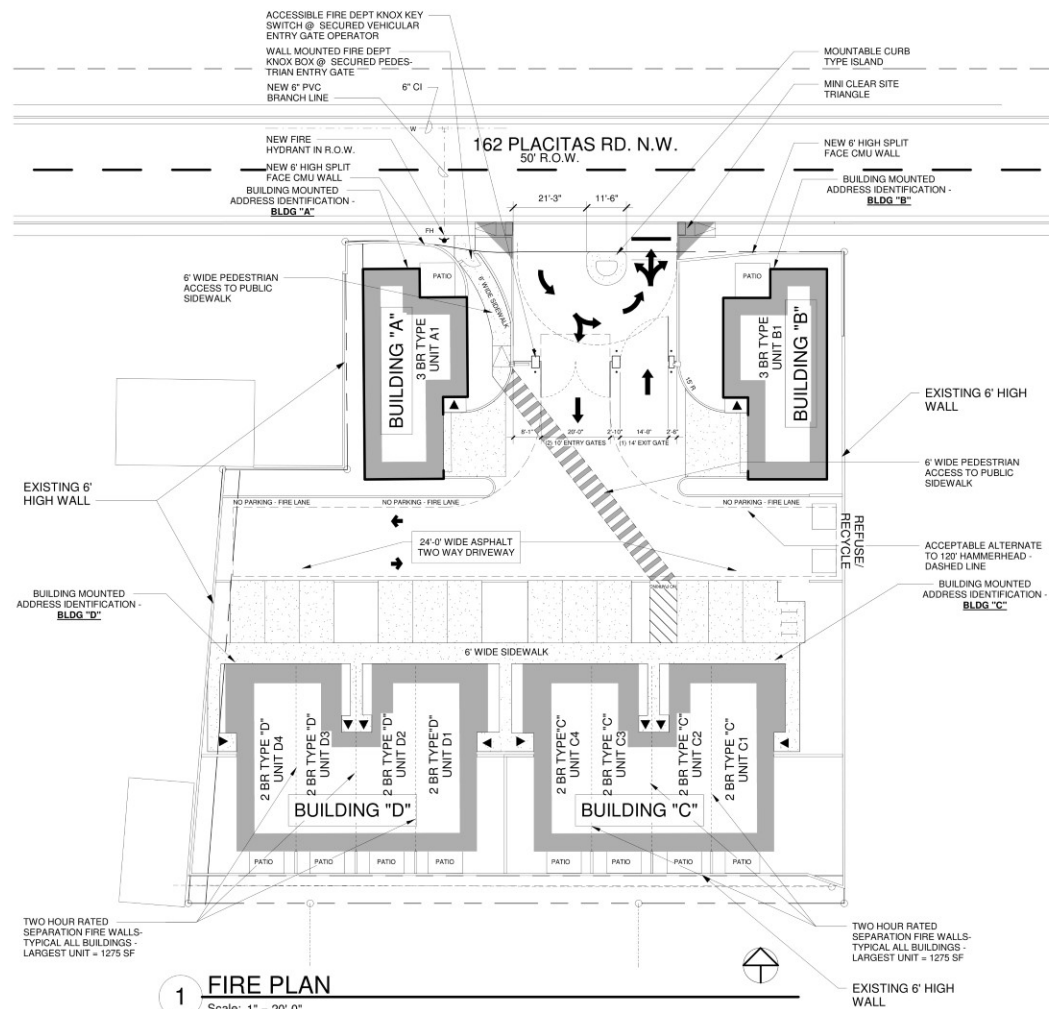 ACCESSIBLE FIRE DEPT KNOX KEY
SWITCH @ SECURED VEHICULAR
ENTRY GATE OPERATOR
WALL MOUNTED FIRE DEPT
KNOX BOX @ SECURED PEDES-
TRIAN ENTRY GATE
NEW 6" PVC
BRANCH LINE
6" CI
W
MOUNTABLE CURB
TYPE ISLAND
MINI CLEAR SITE
TRIANGLE
162 PLACITAS RD. N.W.
50' R.O.W.
NEW FIRE
HYDRANT IN R.O.W.
NEW 6' HIGH SPLIT
FACE CMU WALL
BUILDING MOUNTED
ADDRESS IDENTIFICATION -
BLDG "A"
NEW 6' HIGH SPLIT
FACE CMU WALL
BUILDING MOUNTED
ADDRESS IDENTIFICATION -
BLDG "B"
21'-3"
11'-6"
FH
6' WIDE PEDESTRIAN
ACCESS TO PUBLIC
SIDEWALK
PATIO
6' WIDE SIDEWALK
PATIO
BUILDING "A"
3 BR TYPE
UNIT A1
3 BR TYPE
UNIT B1
BUILDING "B"
15'R
EXISTING 6' HIGH
WALL
8'-1"
20'-0"
2'-10"
14'-0"
2'-6"
(2) 10' ENTRY GATES
(1) 14' EXIT GATE
6' WIDE PEDESTRIAN
ACCESS TO PUBLIC
SIDEWALK
EXISTING 6'
HIGH WALL
NO PARKING - FIRE LANE
NO PARKING - FIRE LANE
NO PARKING - FIRE LANE
REFUSE/
RECYCLE
24'-0' WIDE ASPHALT
TWO WAY DRIVEWAY
ACCEPTABLE ALTERNATE
TO 120' HAMMERHEAD -
DASHED LINE
BUILDING MOUNTED
ADDRESS IDENTIFICATION -
BLDG "D"
BUILDING MOUNTED
ADDRESS IDENTIFICATION -
BLDG "C"
6' WIDE SIDEWALK
2 BR TYPE "D"
UNIT D4
2 BR TYPE "D"
UNIT D3
2 BR TYPE "D"
UNIT D2
2 BR TYPE"D"
UNIT D1
2 BR TYPE "C"
UNIT C4
2 BR TYPE "C"
UNIT C3
2 BR TYPE "C"
UNIT C2
2 BR TYPE "C"
UNIT C1
BUILDING "D"
BUILDING "C"
PATIO
PATIO
PATIO
PATIO
PATIO
PATIO
PATIO
PATIO
TWO HOUR RATED
SEPARATION FIRE WALLS-
TYPICAL ALL BUILDINGS -
LARGEST UNIT = 1275 SF
TWO HOUR RATED
SEPARATION FIRE WALLS-
TYPICAL ALL BUILDINGS -
LARGEST UNIT = 1275 SF
EXISTING 6' HIGH
WALL
1
FIRE PLAN
Scale: 1" = 20'-0"